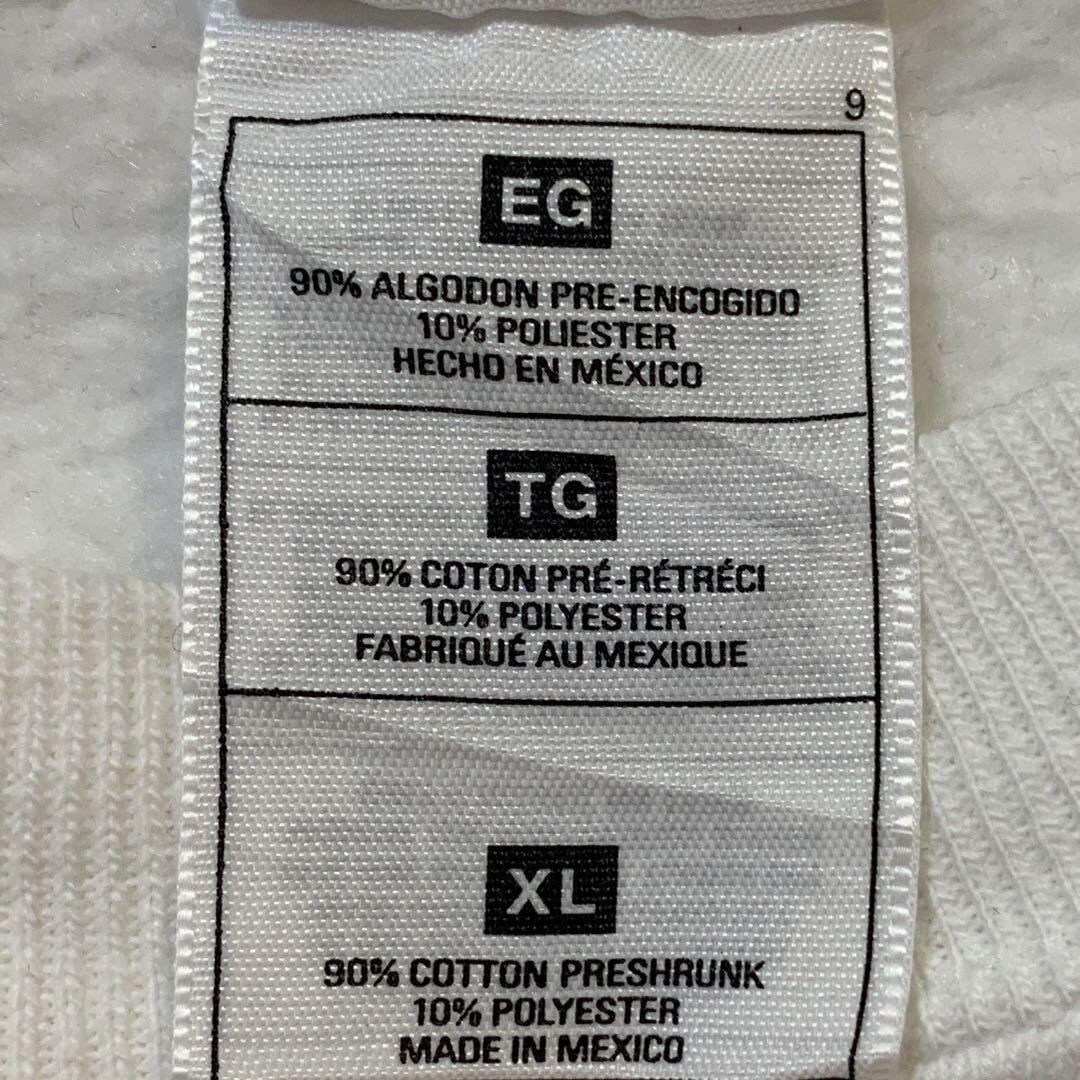 9
EG
90% ALGODON PRE-ENCOGIDO
10% POLIESTER
HECHO EN MÉXICO
TG
90% COTON PRÉ-RÉTRÉCI
10% POLYESTER
FABRIQUÉ AU MEXIQUE
XL
90% COTTON PRESHRUNK
10% POLYESTER
MADE IN MEXICO